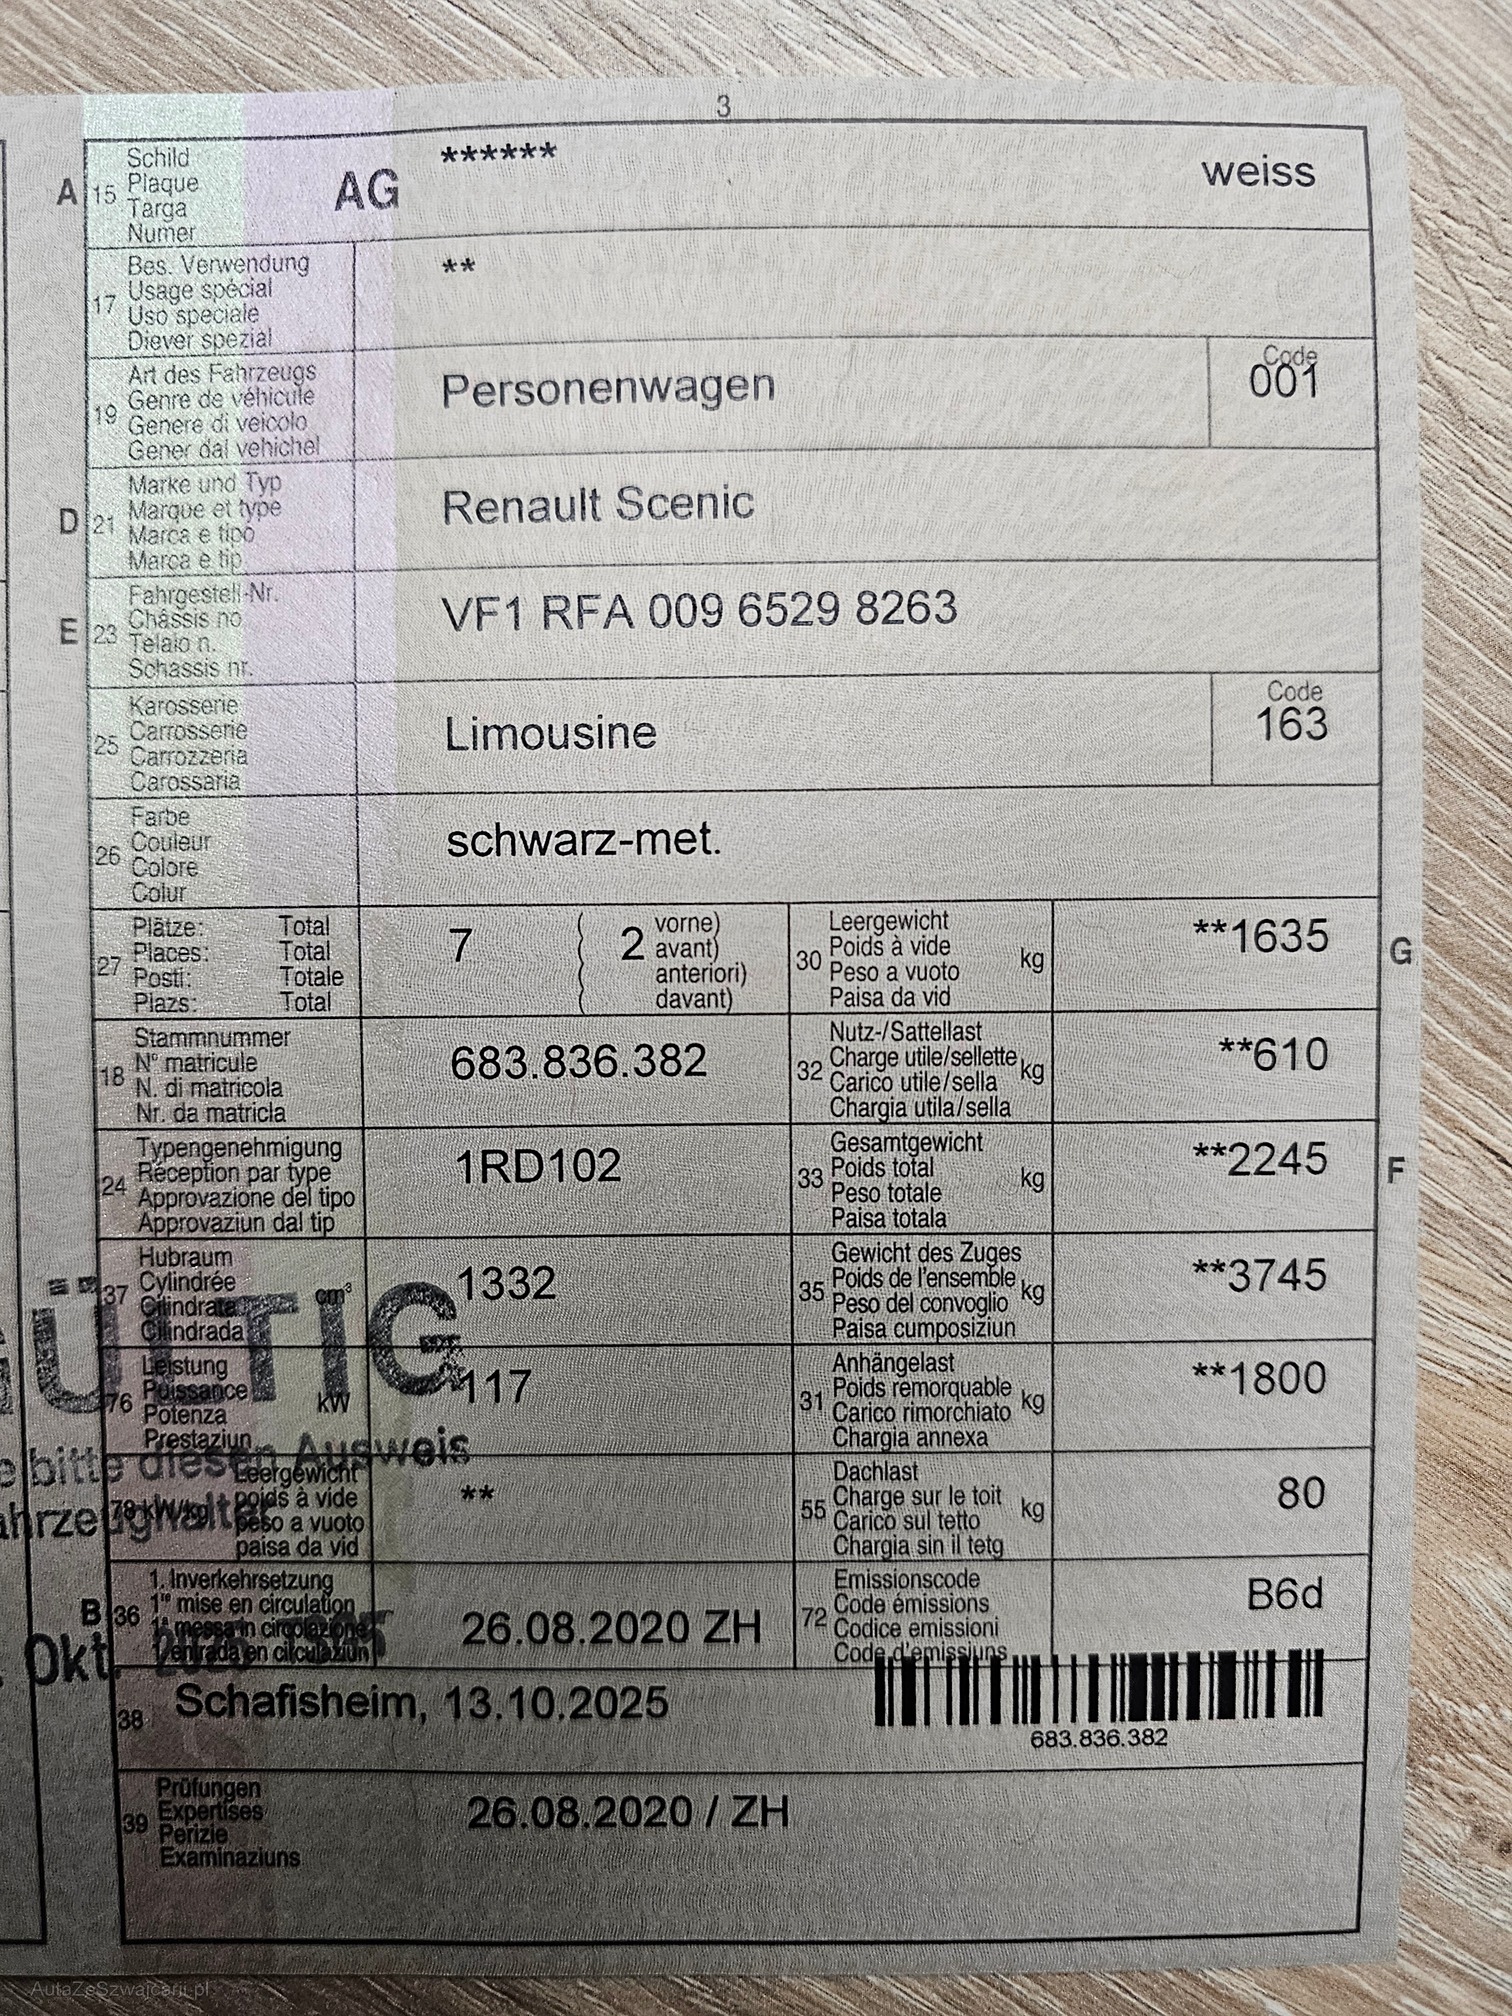 3
A 15 Schild
Plaque
Targa
Numer
AG ****** weiss
17 Bes. Verwendung
Usage spécial
Uso speciale
Diever spezial
**
19 Art des Fahrzeugs
Genre de véhicule
Genere di veicolo
Gener dal vehichel
Personenwagen
Code
001
D 21 Marke und Typ
Marque et type
Marca e tipo
Marca e tip
Renault Scenic
E 23 Fahrgestell-Nr.
Châssis no
Telaio n.
Schassis nr.
VF1 RFA 009 6529 8263
25 Karosserie
Carrosserie
Carrozzeria
Carossaria
Limousine
Code
163
26 Farbe
Couleur
Colore
Colur
schwarz-met.
27 Plätze: Total
Places: Total
Posti: Totale
Plazs: Total
7 ( 2 vorne)
avant)
anteriori)
davant)
30 Leergewicht
Poids à vide
Peso a vuoto
Paisa da vid
kg
**1635 G
18 Stammnummer
N° matricule
N. di matricola
Nr. da matricla
683.836.382
32 Nutz-/Sattellast
Charge utile/sellette
Carico utile/sella
Chargia utila/sella
kg
**610
24 Typengenehmigung
Réception par type
Approvazione del tipo
Approvaziun dal tip
1RD102
33 Gesamtgewicht
Poids total
Peso totale
Paisa totala
kg
**2245 F
37 Hubraum
Cylindrée
Cilindrata
Cilindrada
cm³
1332
35 Gewicht des Zuges
Poids de l'ensemble
Peso del convoglio
Paisa cumposiziun
kg
**3745
76 Leistung
Puissance
Potenza
Prestaziun
kW
117
31 Anhängelast
Poids remorquable
Carico rimorchiato
Chargia annexa
kg
**1800
78 kW/kg Leergewicht
poids à vide
peso a vuoto
paisa da vid
**
55 Dachlast
Charge sur le toit
Carico sul tetto
Chargia sin il tetg
kg
80
B 36 1. Inverkehrsetzung
1re mise en circulation
1a messa in circolazione
1. entrada en circulaziun
26.08.2020 ZH
72 Emissionscode
Code émissions
Codice emissioni
Code d'emissiuns
B6d
38 Schafisheim, 13.10.2025
683.836.382
39 Prüfungen
Expertises
Perizie
Examinaziuns
26.08.2020 / ZH
GÜLTIG
bitte diesen Ausweis
Okt. 2025
AutaZeSzwajcarii.pl